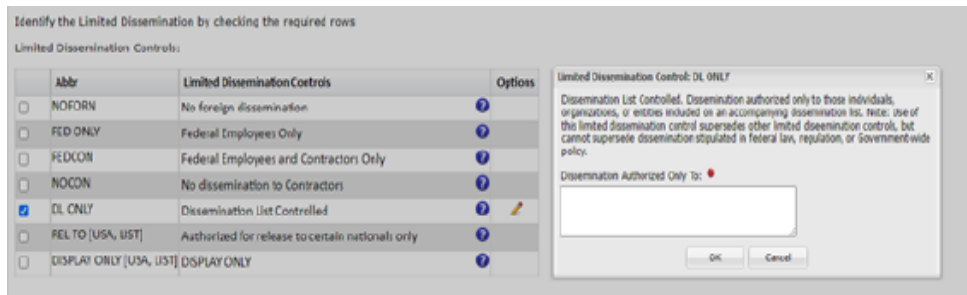 Identify the Limited Dissemination by checking the required rows
Limited Dissemination Controls:
Abbr Limited Dissemination Controls Options
NOFORN No foreign dissemination
FED ONLY Federal Employees Only
FEDCON Federal Employees and Contractors Only
NOCON No dissemination to Contractors
DL ONLY Dissemination List Controlled
REL TO [USA, LIST] Authorized for release to certain nationals only
DISPLAY ONLY [USA, LIST] DISPLAY ONLY
Limited Dissemination Control: DL ONLY
Dissemination List Controlled. Dissemination authorized only to those individuals,
organizations, or entities included on an accompanying dissemination list. Note: Use of
this limited dissemination control supersedes other limited dissemination controls, but
cannot supersede dissemination stipulated in federal law, regulation, or Government-wide
policy.
Dissemination Authorized Only To:
OK Cancel